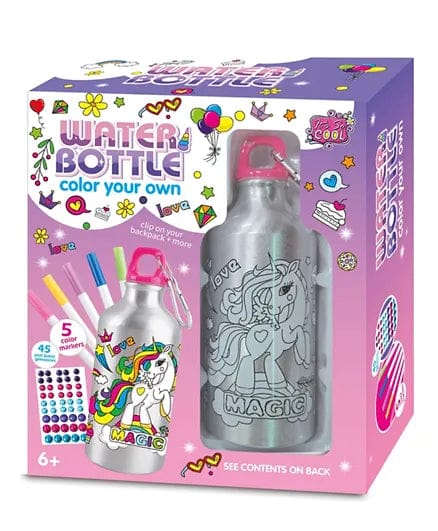 WATER
BOTTLE
color your own
clip on your
backpack + more
love
love
5
color
markers
45
6+
love
MAGIC
love
MAGIC
SEE CONTENTS ON BACK
COOL
WATER
BOTTLE
color your own